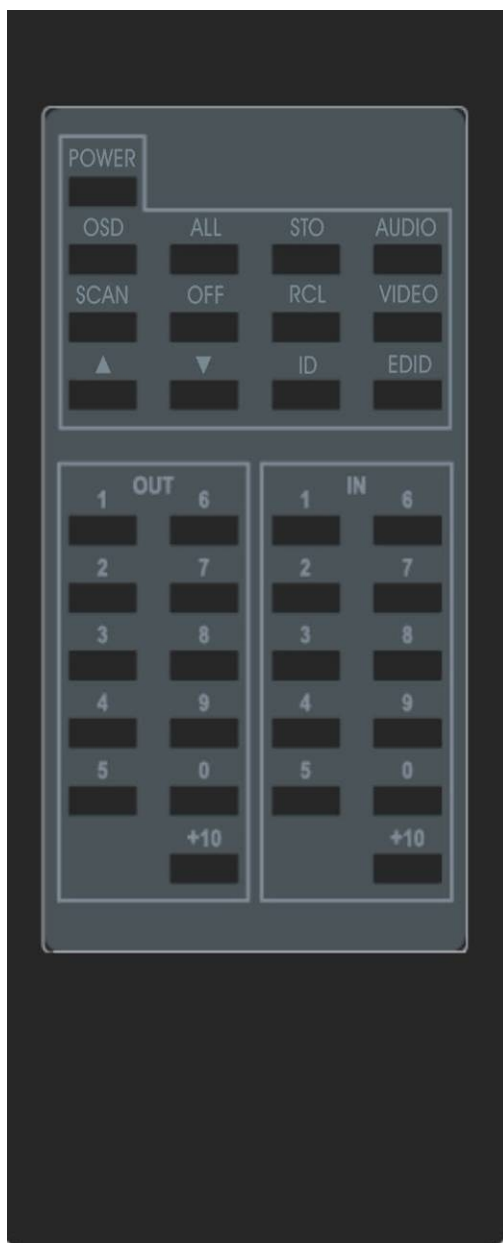 POWER
OSD ALL STO AUDIO
SCAN OFF RCL VIDEO
▲ ▼ ID EDID
OUT IN
1 6 1 6
2 7 2 7
3 8 3 8
4 9 4 9
5 0 5 0
+10 +10